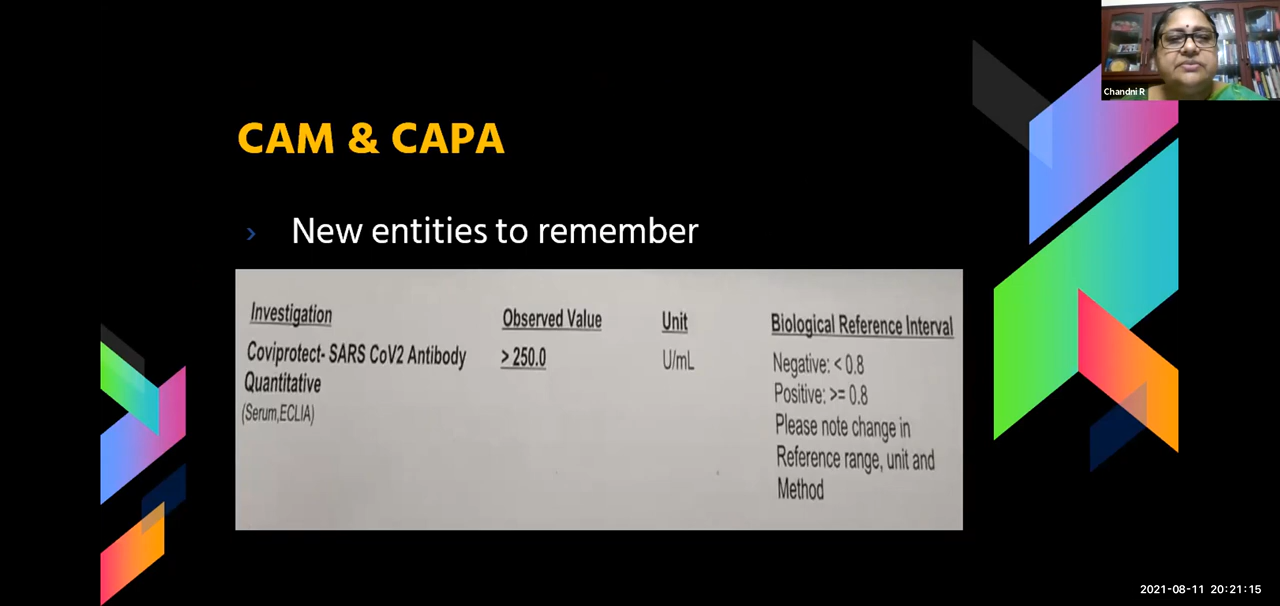 Chandni R
CAM & CAPA
› New entities to remember
Investigation Observed Value Unit Biological Reference Interval
Coviprotect- SARS CoV2 Antibody > 250.0 U/mL Negative: < 0.8
Quantitative Positive: >= 0.8
(Serum,ECLIA) Please note change in
Reference range, unit and
Method
2021-08-11 20:21:15